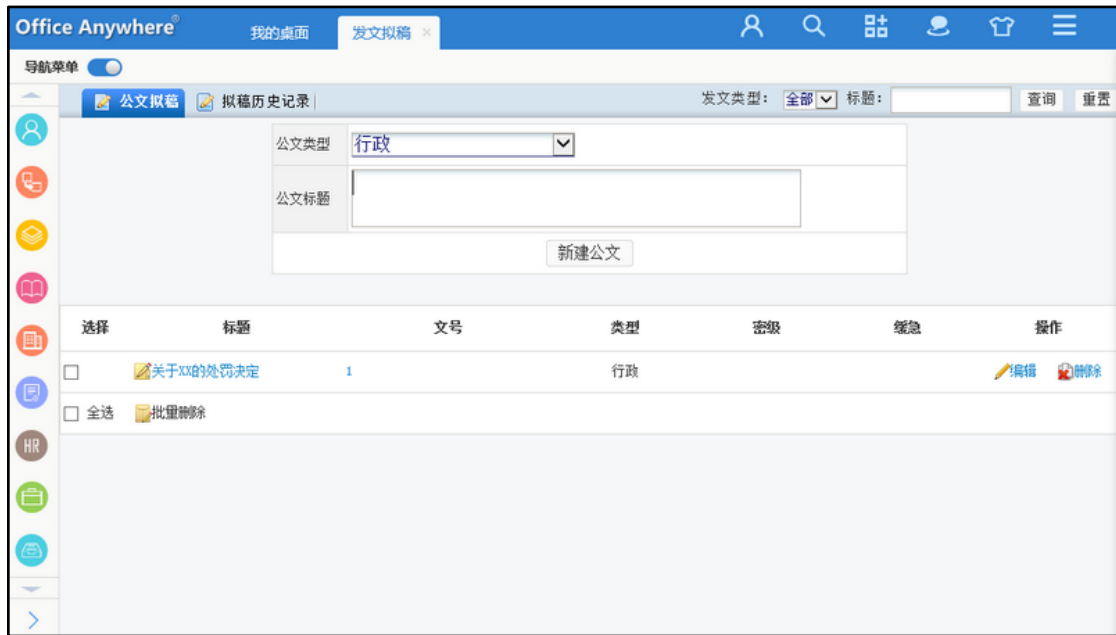 Office Anywhere® 我的桌面 发文拟稿 ×
导航菜单
公文拟稿 拟稿历史记录 发文类型： 全部 标题： 查询 重置
公文类型 行政
公文标题
新建公文
选择 标题 文号 类型 密级 缓急 操作
关于XX的处罚决定 1 行政 编辑 删除
全选 批量删除
HR